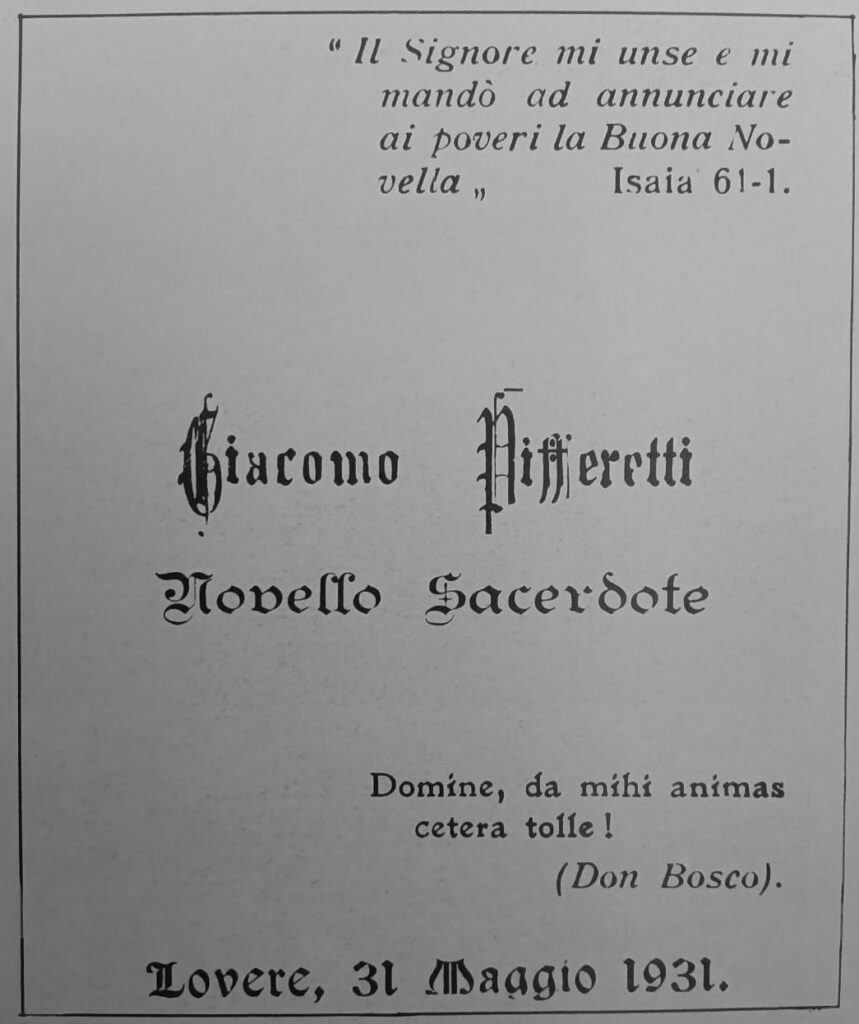 “ Il Signore mi unse e mi
mandò ad annunciare
ai poveri la Buona No-
vella „ Isaia 61-1.
Giacomo Pifferetti
Novello Sacerdote
Domine, da mihi animas
cetera tolle !
(Don Bosco).
Lovere, 31 Maggio 1931.